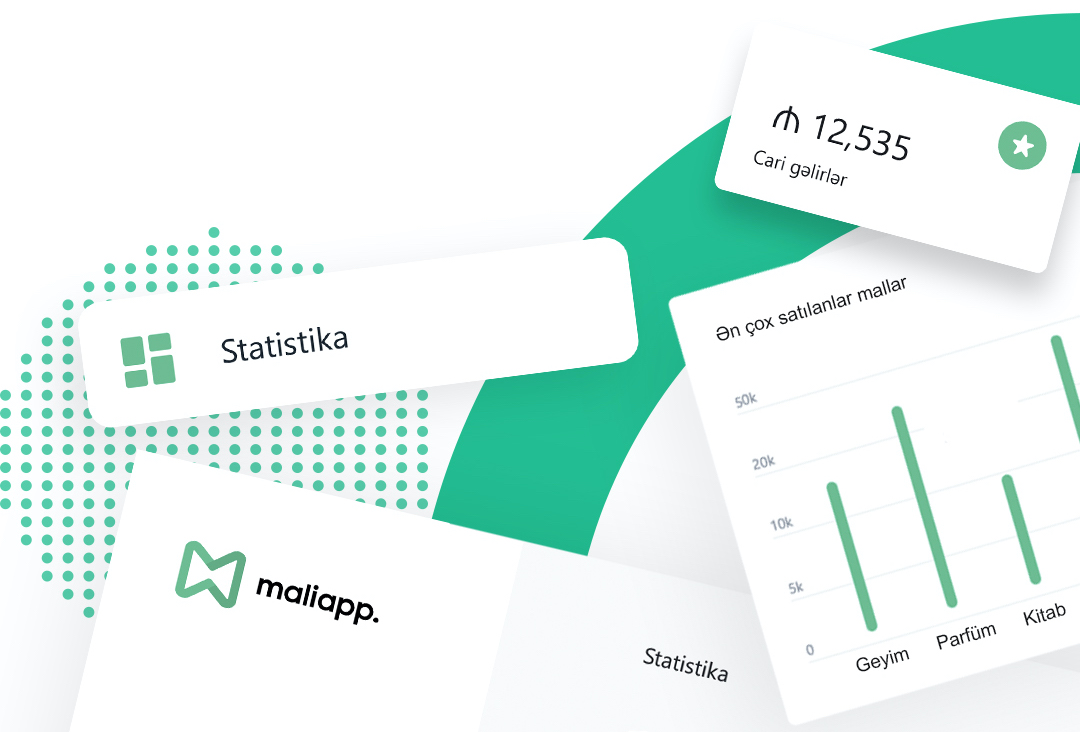 ₼ 12,535
Cari gəlirlər
Statistika
Ən çox satılanlar mallar
50k
20k
10k
5k
0
Geyim
Parfüm
Kitab
maliapp.
Statistika